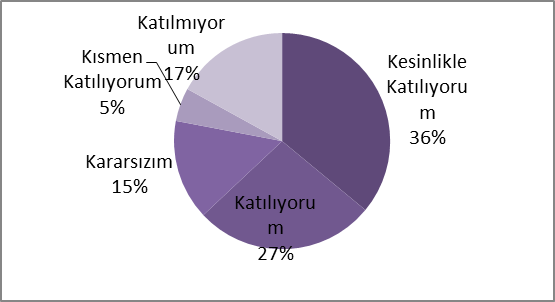 Katılmıyor
um
17%
Kısmen
Katılıyorum
5%
Kesinlikle
Katılıyoru
m
36%
Kararsızım
15%
Katılıyoru
m
27%